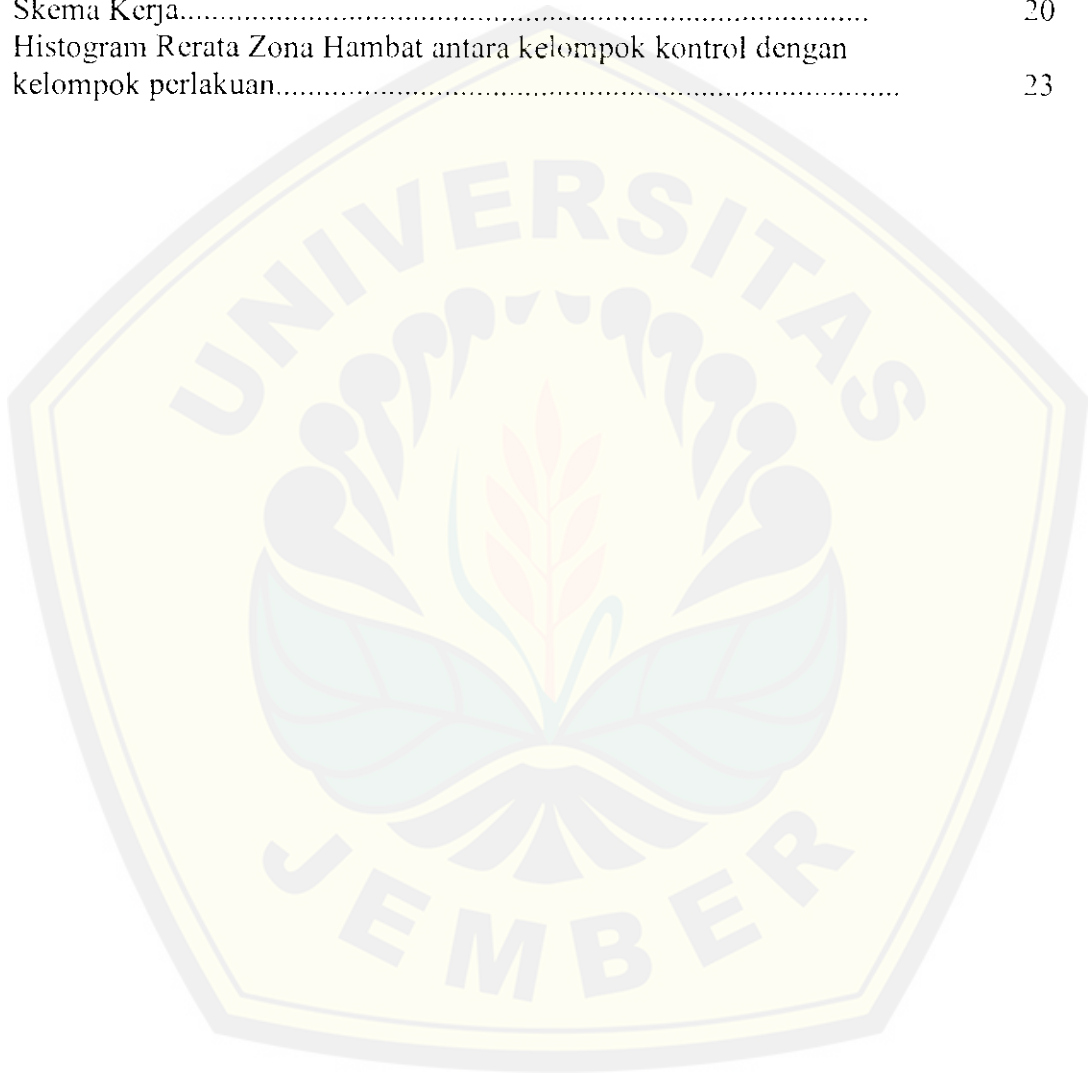 Skema Kerja.......................................................................... 20
Histogram Rerata Zona Hambat antara kelompok kontrol dengan
kelompok perlakuan.................................................................... 23
UNIVERSITAS
JEMBER